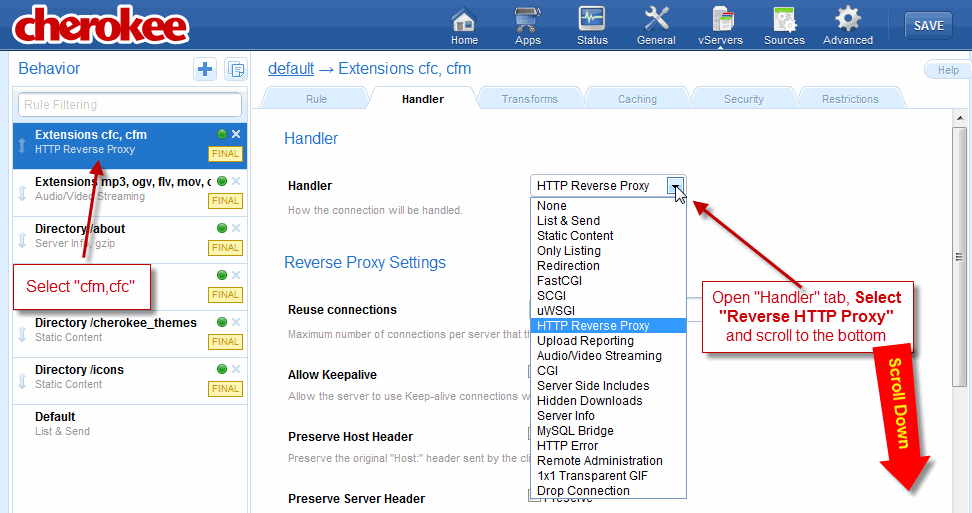 cherokee
Home
Apps
Status
General
vServers
Sources
Advanced
SAVE
Behavior
Rule Filtering
Extensions cfc, cfm
HTTP Reverse Proxy
FINAL
Extensions mp3, ogv, flv, mov,
Audio/Video Streaming
FINAL
Directory /about
Server Info, gzip
FINAL
Select "cfm,cfc"
FINAL
Directory /cherokee_themes
Static Content
FINAL
Directory /icons
Static Content
FINAL
Default
List & Send
default → Extensions cfc, cfm
Help
Rule
Handler
Transforms
Caching
Security
Restrictions
Handler
Handler
HTTP Reverse Proxy
How the connection will be handled.
None
List & Send
Static Content
Only Listing
Redirection
FastCGI
SCGI
uWSGI
HTTP Reverse Proxy
Upload Reporting
Audio/Video Streaming
CGI
Server Side Includes
Hidden Downloads
Server Info
MySQL Bridge
HTTP Error
Remote Administration
1x1 Transparent GIF
Drop Connection
Reverse Proxy Settings
Reuse connections
Maximum number of connections per server that
Allow Keepalive
Allow the server to use Keep-alive connections
Preserve Host Header
Preserve the original "Host:" header sent by the
Preserve Server Header
Preserve
Open "Handler" tab, Select
"Reverse HTTP Proxy"
and scroll to the bottom
Scroll Down